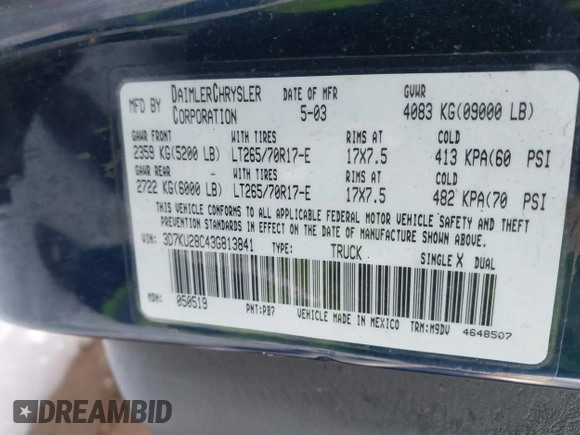 MFD BY DAIMLERCHRYSLER CORPORATION DATE OF MFR 5-03 GVWR 4083 KG(09000 LB)
GAWR FRONT WITH TIRES RIMS AT COLD
2359 KG(5200 LB) LT265/70R17-E 17X7.5 413 KPA(60 PSI
GAWR REAR WITH TIRES RIMS AT COLD
2722 KG(6000 LB) LT265/70R17-E 17X7.5 482 KPA(70 PSI
THIS VEHICLE CONFORMS TO ALL APPLICABLE FEDERAL MOTOR VEHICLE SAFETY AND THEFT
PREVENTION STANDARDS IN EFFECT ON THE DATE OF MANUFACTURE SHOWN ABOVE.
VIN: 3D7KU28C43G813841 TYPE: TRUCK SINGLE X DUAL
MDH: 050519 PNT:PB7 VEHICLE MADE IN MEXICO TRM:M9DV 4648507
DREAMBID